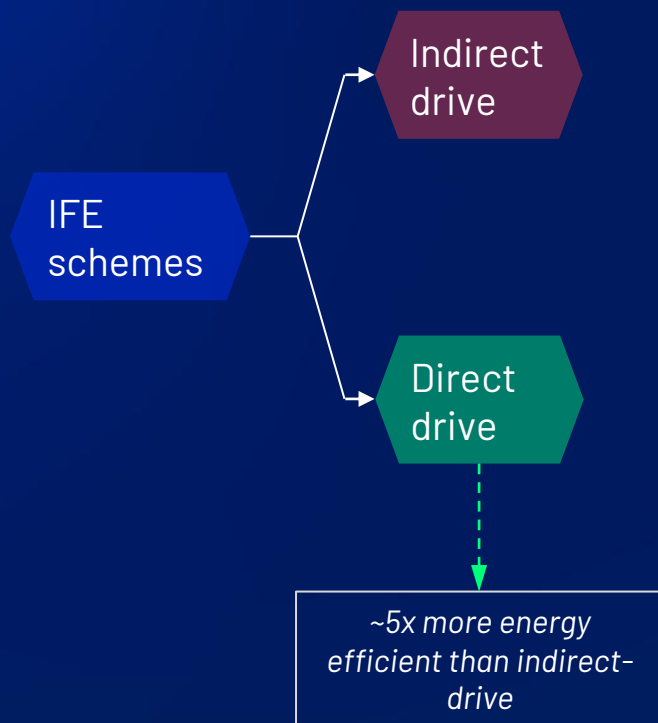 Indirect
drive
IFE
schemes
Direct
drive
~5x more energy
efficient than indirect-
drive